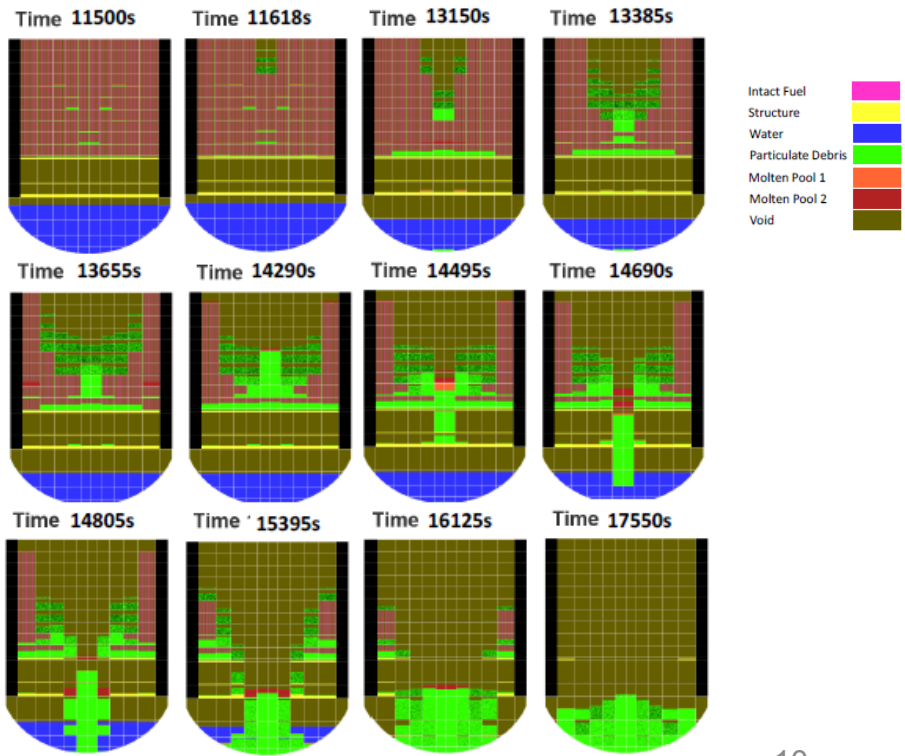 Time 11500s
Time 11618s
Time 13150s
Time 13385s
Intact Fuel
Structure
Water
Particulate Debris
Molten Pool 1
Molten Pool 2
Void
Time 13655s
Time 14290s
Time 14495s
Time 14690s
Time 14805s
Time ' 15395s
Time 16125s
Time 17550s